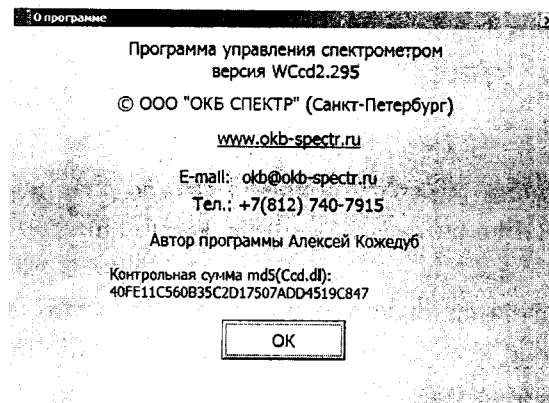 О программе
Программа управления спектрометром
версия WCcd2.295
© ООО "ОКБ СПЕКТР" (Санкт-Петербург)
www.okb-spectr.ru
E-mail: okb@okb-spectr.ru
Тел.: +7(812) 740-7915
Автор программы Алексей Кожедуб
Контрольная сумма md5(Ccd.dl):
40FE11C560B35C2D17507ADD4519C847
OK